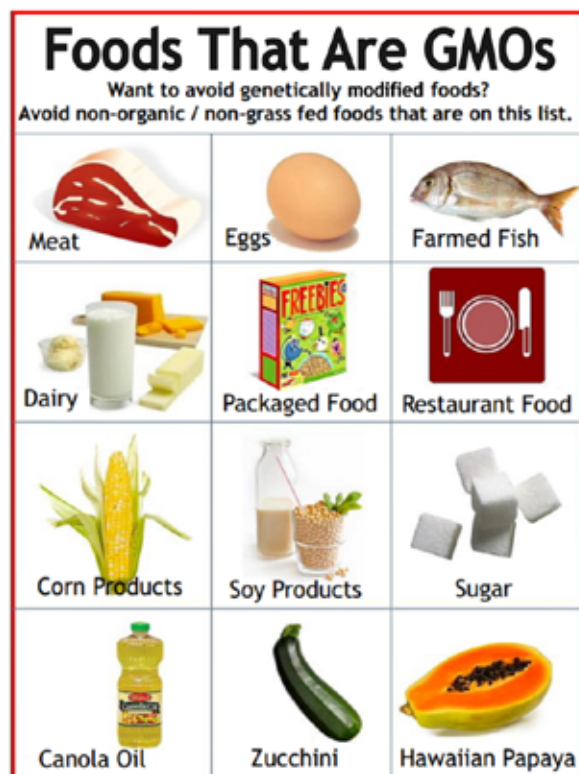 Foods That Are GMOs
Want to avoid genetically modified foods?
Avoid non-organic / non-grass fed foods that are on this list.
Meat
Eggs
Farmed Fish
FREEBIES
Dairy
Packaged Food
Restaurant Food
Corn Products
Soy Products
Sugar
Canola Oil
Zucchini
Hawaiian Papaya